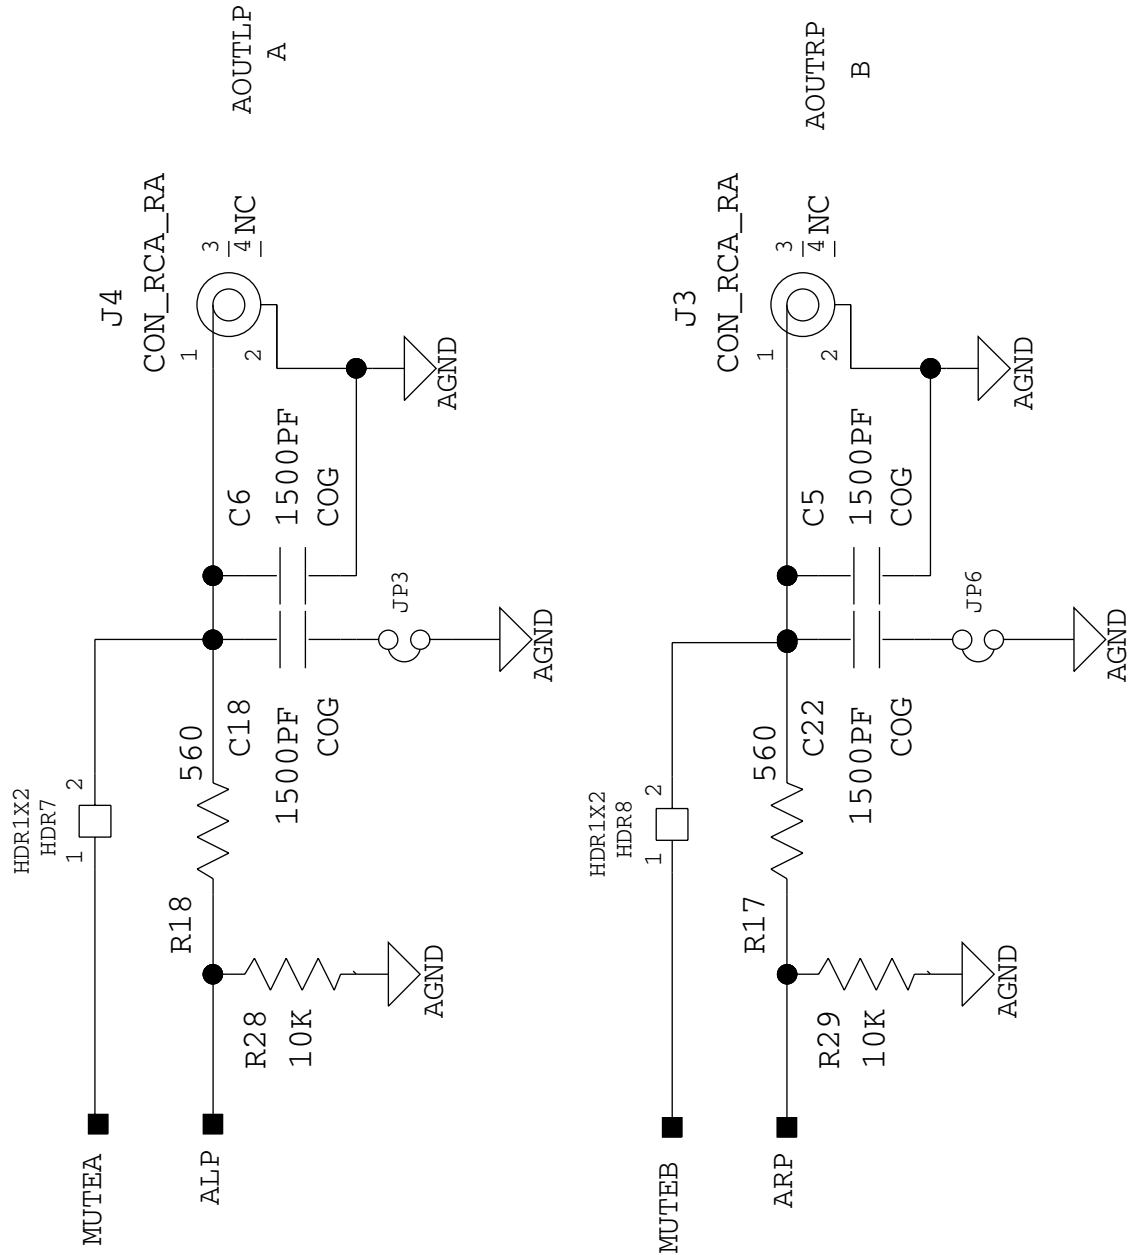 AOUTLP
A
J4
CON_RCA_RA
1
2
3
4
NC
AGND
C6
1500PF
COG
JP3
AGND
C18
1500PF
COG
560
R18
HDR1X2
HDR7
1
2
R28
10K
AGND
MUTEA
ALP
AOUTRP
B
J3
CON_RCA_RA
1
2
3
4
NC
AGND
C5
1500PF
COG
JP6
AGND
C22
1500PF
COG
560
R17
HDR1X2
HDR8
1
2
R29
10K
AGND
MUTEB
ARP